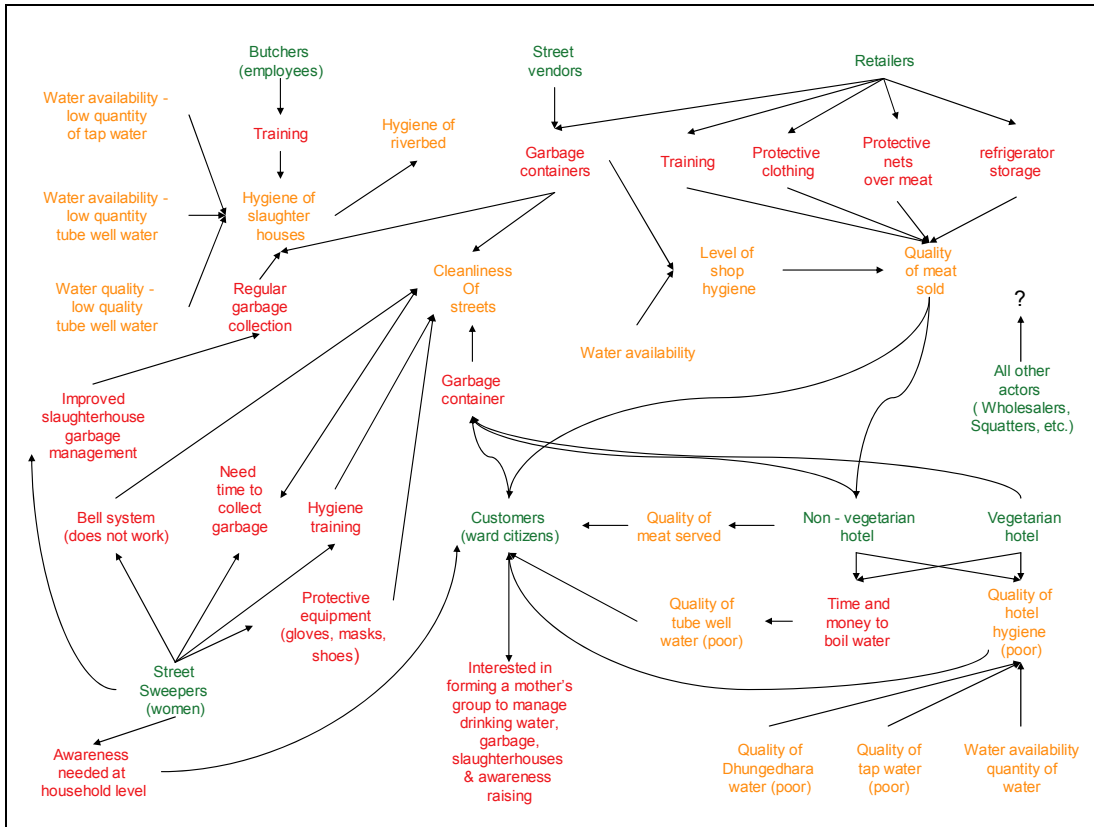 Butchers
(employees)
Street
vendors
Retailers
Water availability -
low quantity
of tap water
Training
Hygiene of
riverbed
Garbage
containers
Training
Protective
clothing
Protective
nets
over meat
refrigerator
storage
Water availability -
low quantity
tube well water
Hygiene of
slaughter
houses
Water quality -
low quality
tube well water
Regular
garbage
collection
Cleanliness
Of
streets
Level of
shop
hygiene
Quality
of meat
sold
?
Water availability
All other
actors
( Wholesalers,
Squatters, etc.)
Improved
slaughterhouse
garbage
management
Garbage
container
Bell system
(does not work)
Need
time to
collect
garbage
Hygiene
training
Customers
(ward citizens)
Quality of
meat served
Non - vegetarian
hotel
Vegetarian
hotel
Protective
equipment
(gloves, masks,
shoes)
Quality of
tube well
water (poor)
Time and
money to
boil water
Quality of
hotel
hygiene
(poor)
Street
Sweepers
(women)
Interested in
forming a mother's
group to manage
drinking water,
garbage,
slaughterhouses
& awareness
raising
Awareness
needed at
household level
Quality of
Dhungedhara
water (poor)
Quality of
tap water
(poor)
Water availability
quantity of
water